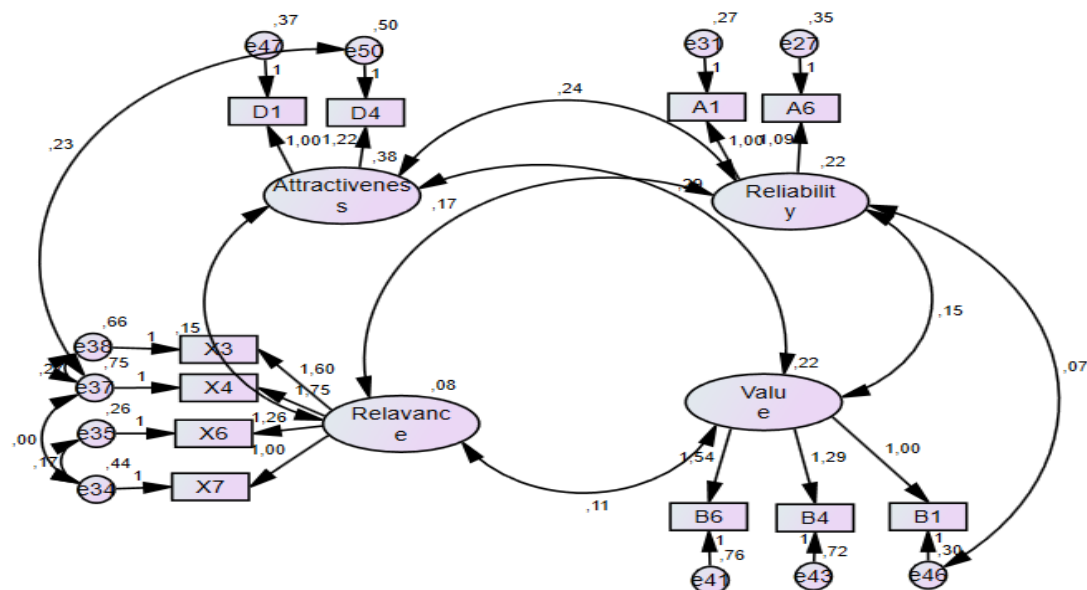 ,37
,50
,27
,35
e47
e50
e31
e27
1
1
1
1
D1
D4
,24
A1
A6
,23
1,00
1,22
,38
1,00
1,09
,22
Attractivenes
s
,17
Reliabilit
y
,66
,15
,15
,07
e38
1
X3
,75
1,60
,08
,22
e37
1
X4
1,75
Relavanc
e
Valu
e
,26
1,26
e35
1
X6
,00
,17
,44
1,00
1,54
1,29
1,00
e34
1
X7
,11
B6
B4
B1
1
1
1
,76
,72
,30
e41
e43
e46